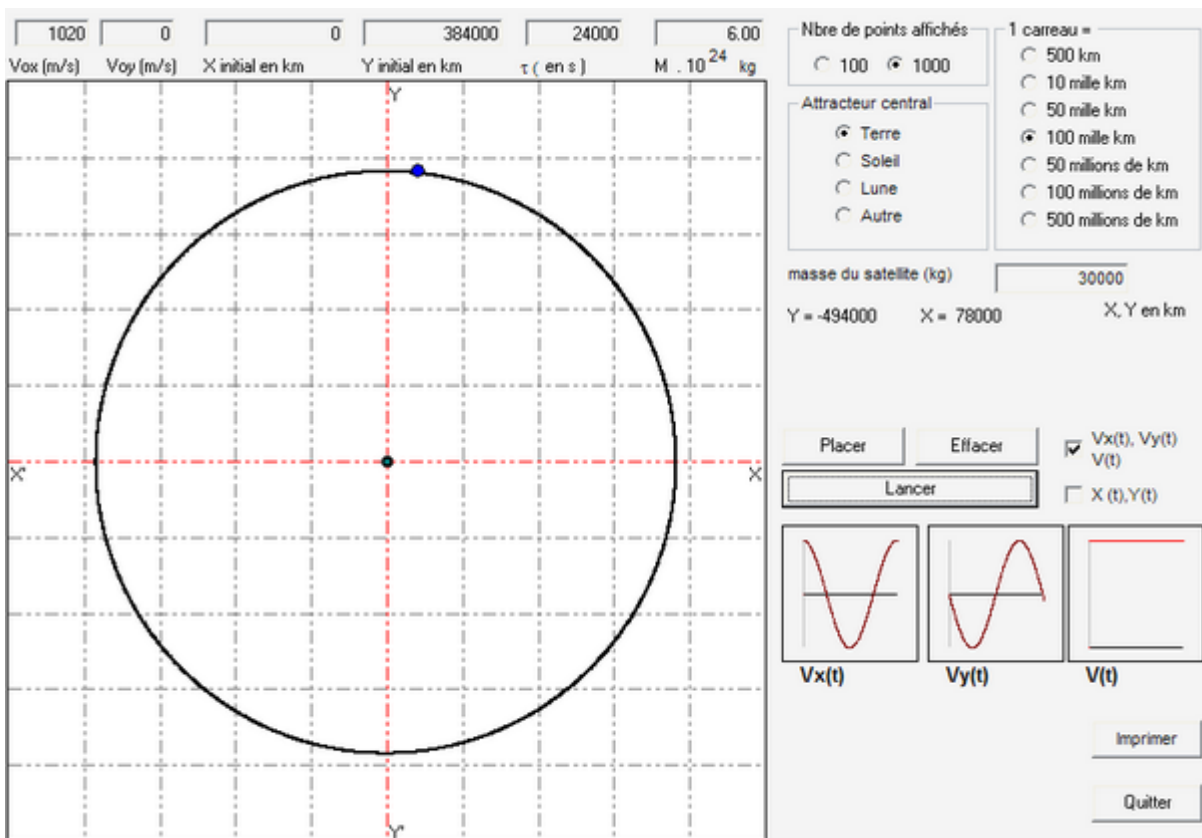 1020 0 0 384000 24000 6.00
Vox (m/s) Voy (m/s) X initial en km Y initial en km τ ( en s ) M . 10 24 kg
Nbre de points affichés
100 1000
Attracteur central
Terre
Soleil
Lune
Autre
1 carreau =
500 km
10 mille km
50 mille km
100 mille km
50 millions de km
100 millions de km
500 millions de km
masse du satellite (kg) 30000
Y = -494000 X = 78000 X, Y en km
Y
X'
X
Y'
Placer Effacer
Lancer
Vx(t), Vy(t)
V(t)
X (t),Y(t)
Vx(t) Vy(t) V(t)
Imprimer
Quitter